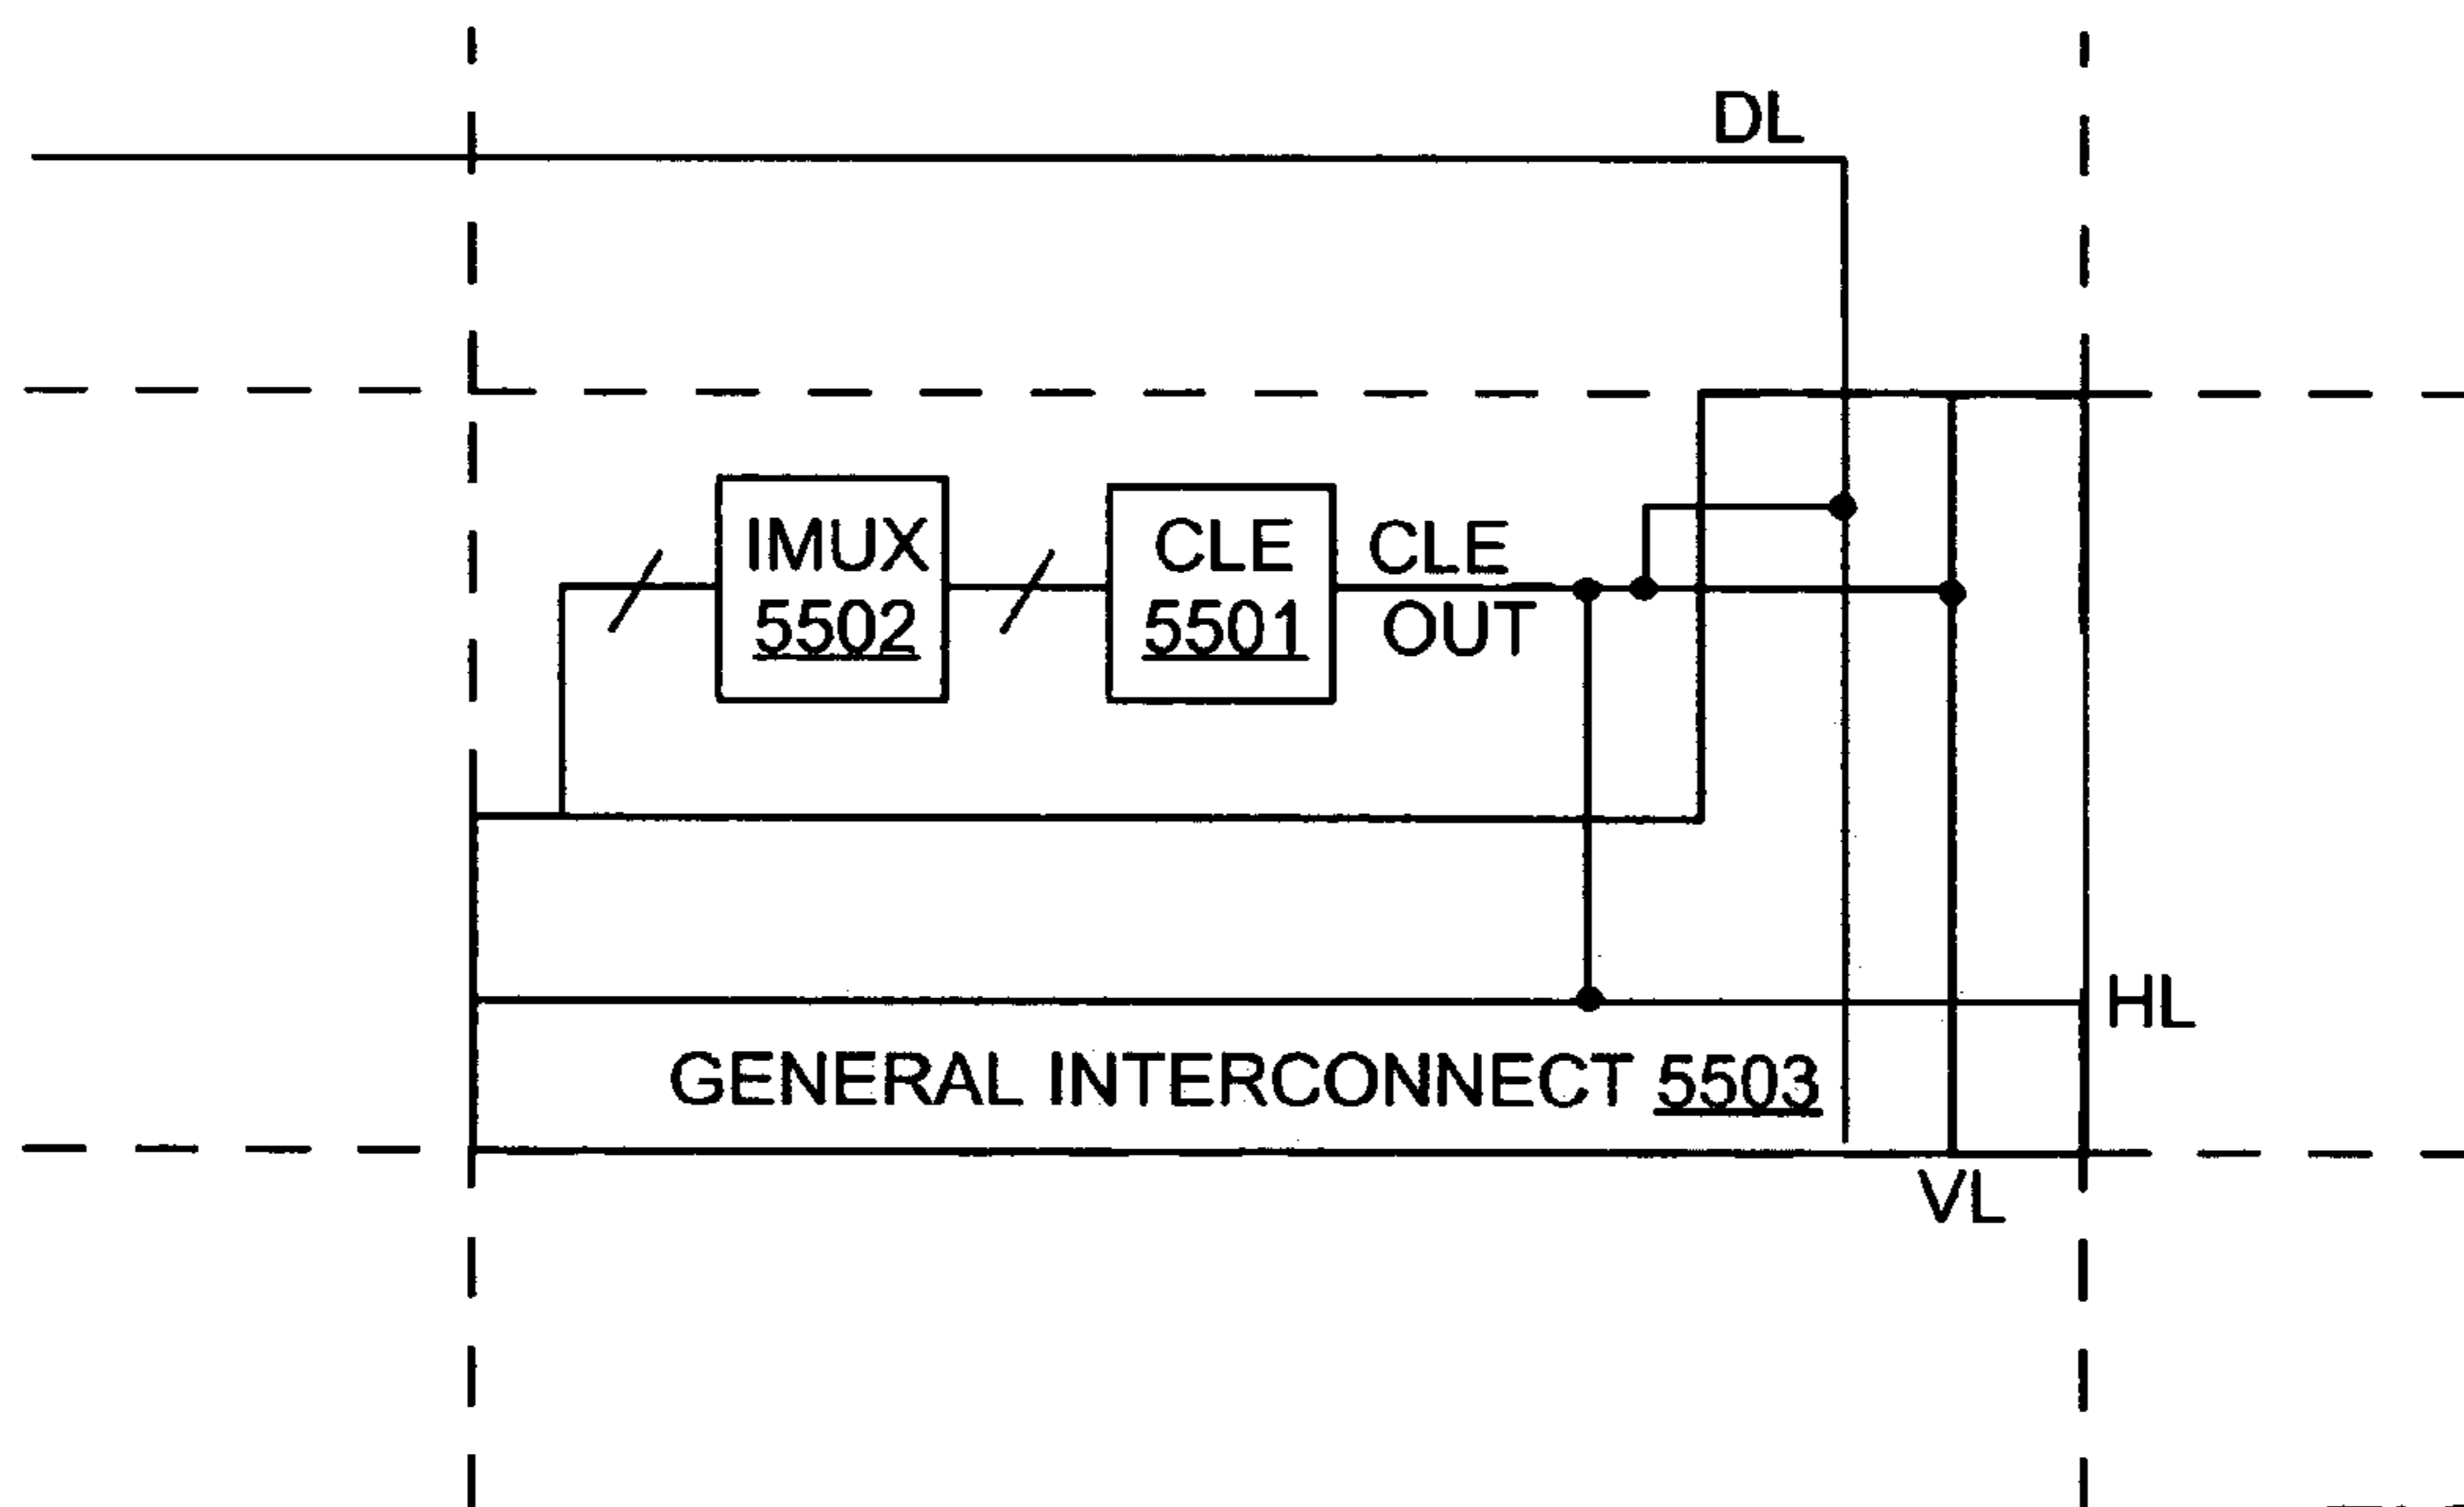 DL
IMUX
5502
CLE
5501
CLE
OUT
HL
GENERAL INTERCONNECT 5503
VL